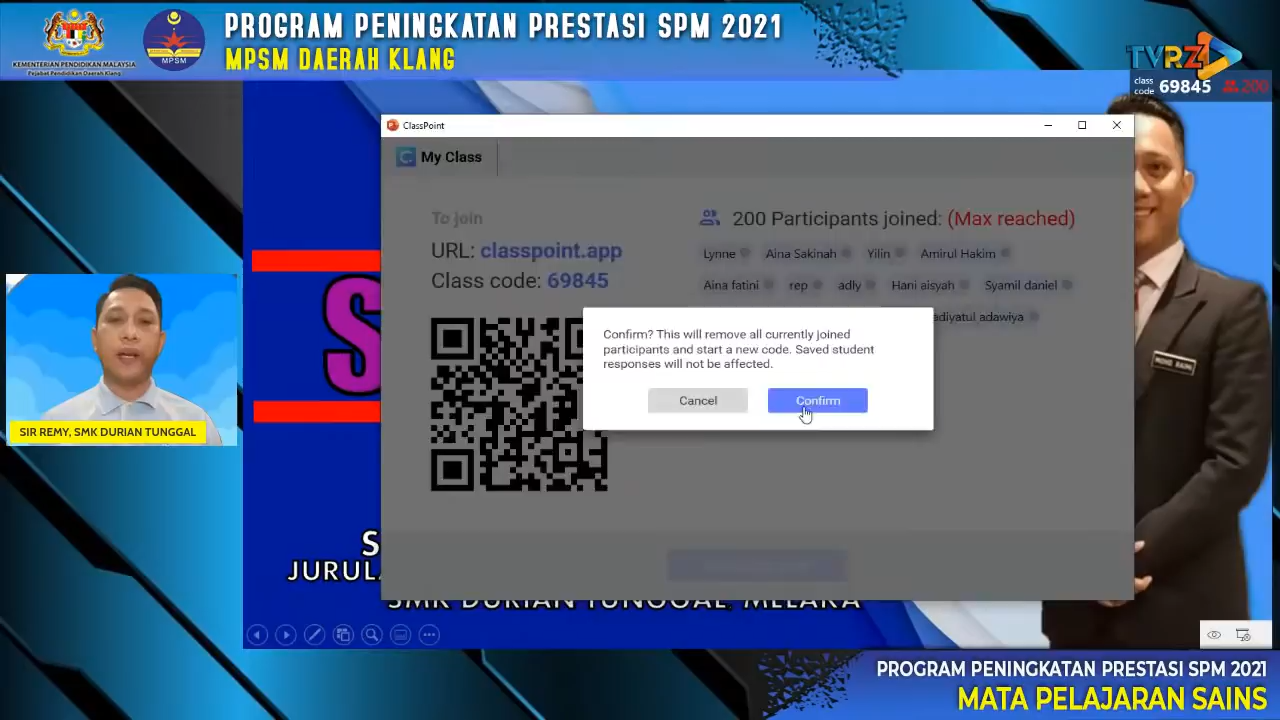 PROGRAM PENINGKATAN PRESTASI SPM 2021
MPSM DAERAH KLANG
KEMENTERIAN PENDIDIKAN MALAYSIA
Pejabat Pendidikan Daerah Klang
MPSM
TVRZ
class code 69845 200
ClassPoint
My Class
To join
URL: classpoint.app
Class code: 69845
200 Participants joined: (Max reached)
Lynne Aina Sakinah Yilin Amirul Hakim
Aina fatini rep adly Hani aisyah Syamil daniel
adiyatul adawiya
Confirm? This will remove all currently joined
participants and start a new code. Saved student
responses will not be affected.
Cancel Confirm
SIR REMY, SMK DURIAN TUNGGAL
S
S
JURUL
SMK DURIAN TUNGGAL, MELAKA
PROGRAM PENINGKATAN PRESTASI SPM 2021
MATA PELAJARAN SAINS